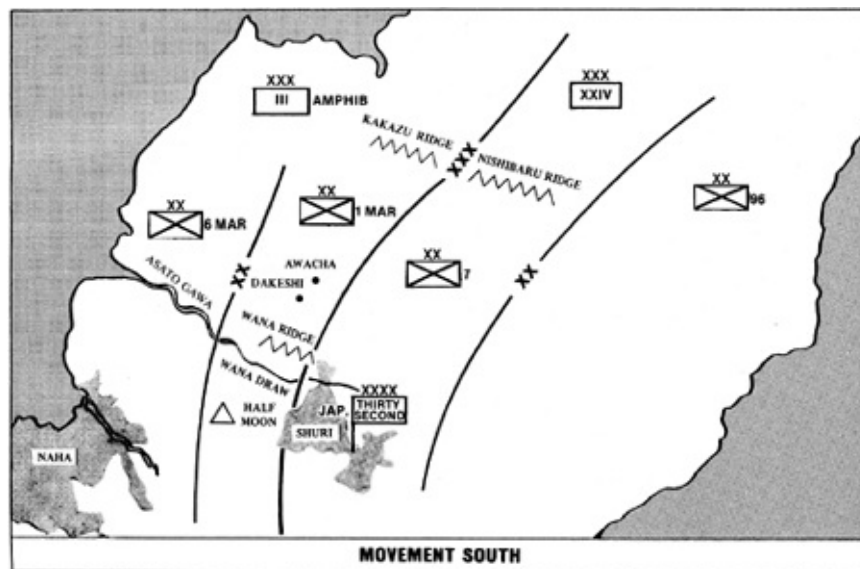 XXX
III AMPHIB
XXX
XXIV
KAKAZU RIDGE
XXX
NISHIBARU RIDGE
XX
6 MAR
XX
1 MAR
XX
96
XX
7
XX
XX
AWACHA
DAKESHI
ASATO GAWA
WANA RIDGE
WANA DRAW
XXXX
JAP. THIRTY
SECOND
HALF
MOON
SHURI
NAHA
MOVEMENT SOUTH